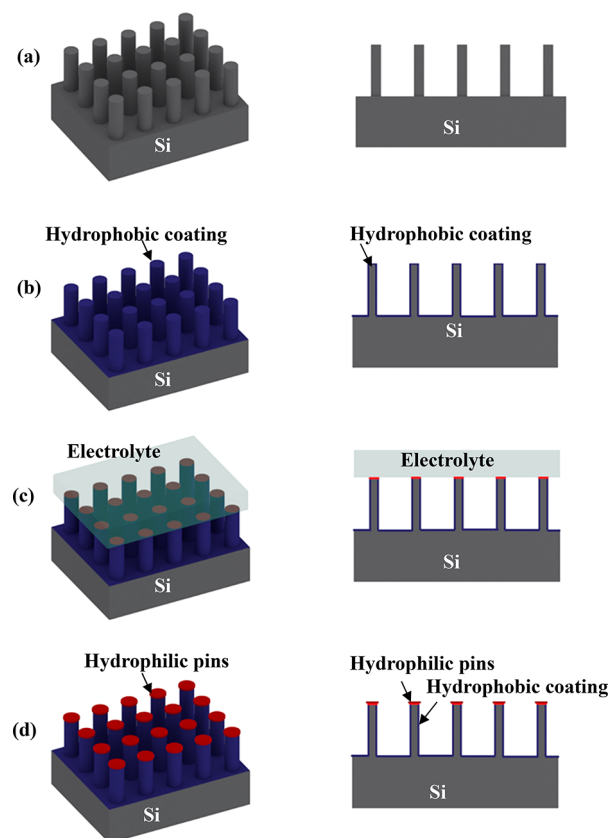 (a)
Si
Si
Hydrophobic coating
Hydrophobic coating
(b)
Si
Si
Electrolyte
Electrolyte
(c)
Si
Si
Hydrophilic pins
Hydrophilic pins
Hydrophobic coating
(d)
Si
Si